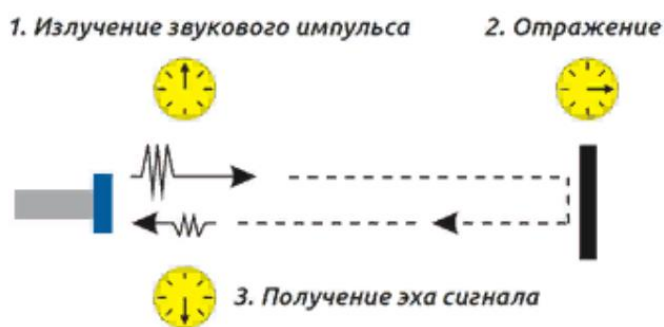 1. Излучение звукового импульса
2. Отражение
3. Получение эха сигнала